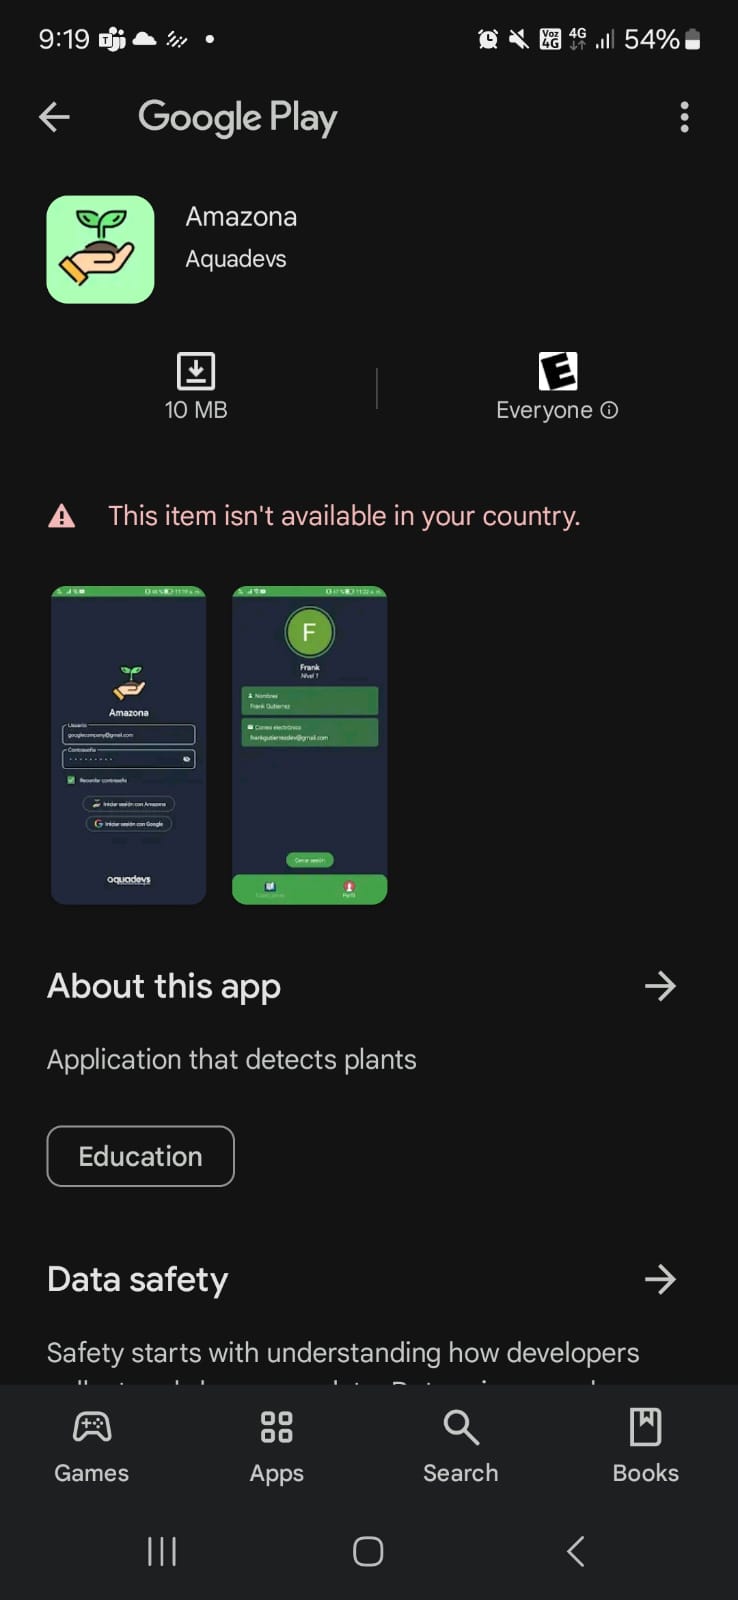 9:19
Voz 4G 4G 54%
Google Play
Amazona
Aquadevs
10 MB
E
Everyone
This item isn't available in your country.
Amazona
Usuario
googlecompany@gmail.com
Contraseña
Recordar contraseña
Iniciar sesión con Amazona
Iniciar sesión con Google
aquadevs
F
Frank
Nivel 1
Nombres
Frank Gutierrez
Correo electrónico
frankgutierrezdev@gmail.com
Cerrar sesión
Perfil
About this app
Application that detects plants
Education
Data safety
Safety starts with understanding how developers
Games
Apps
Search
Books